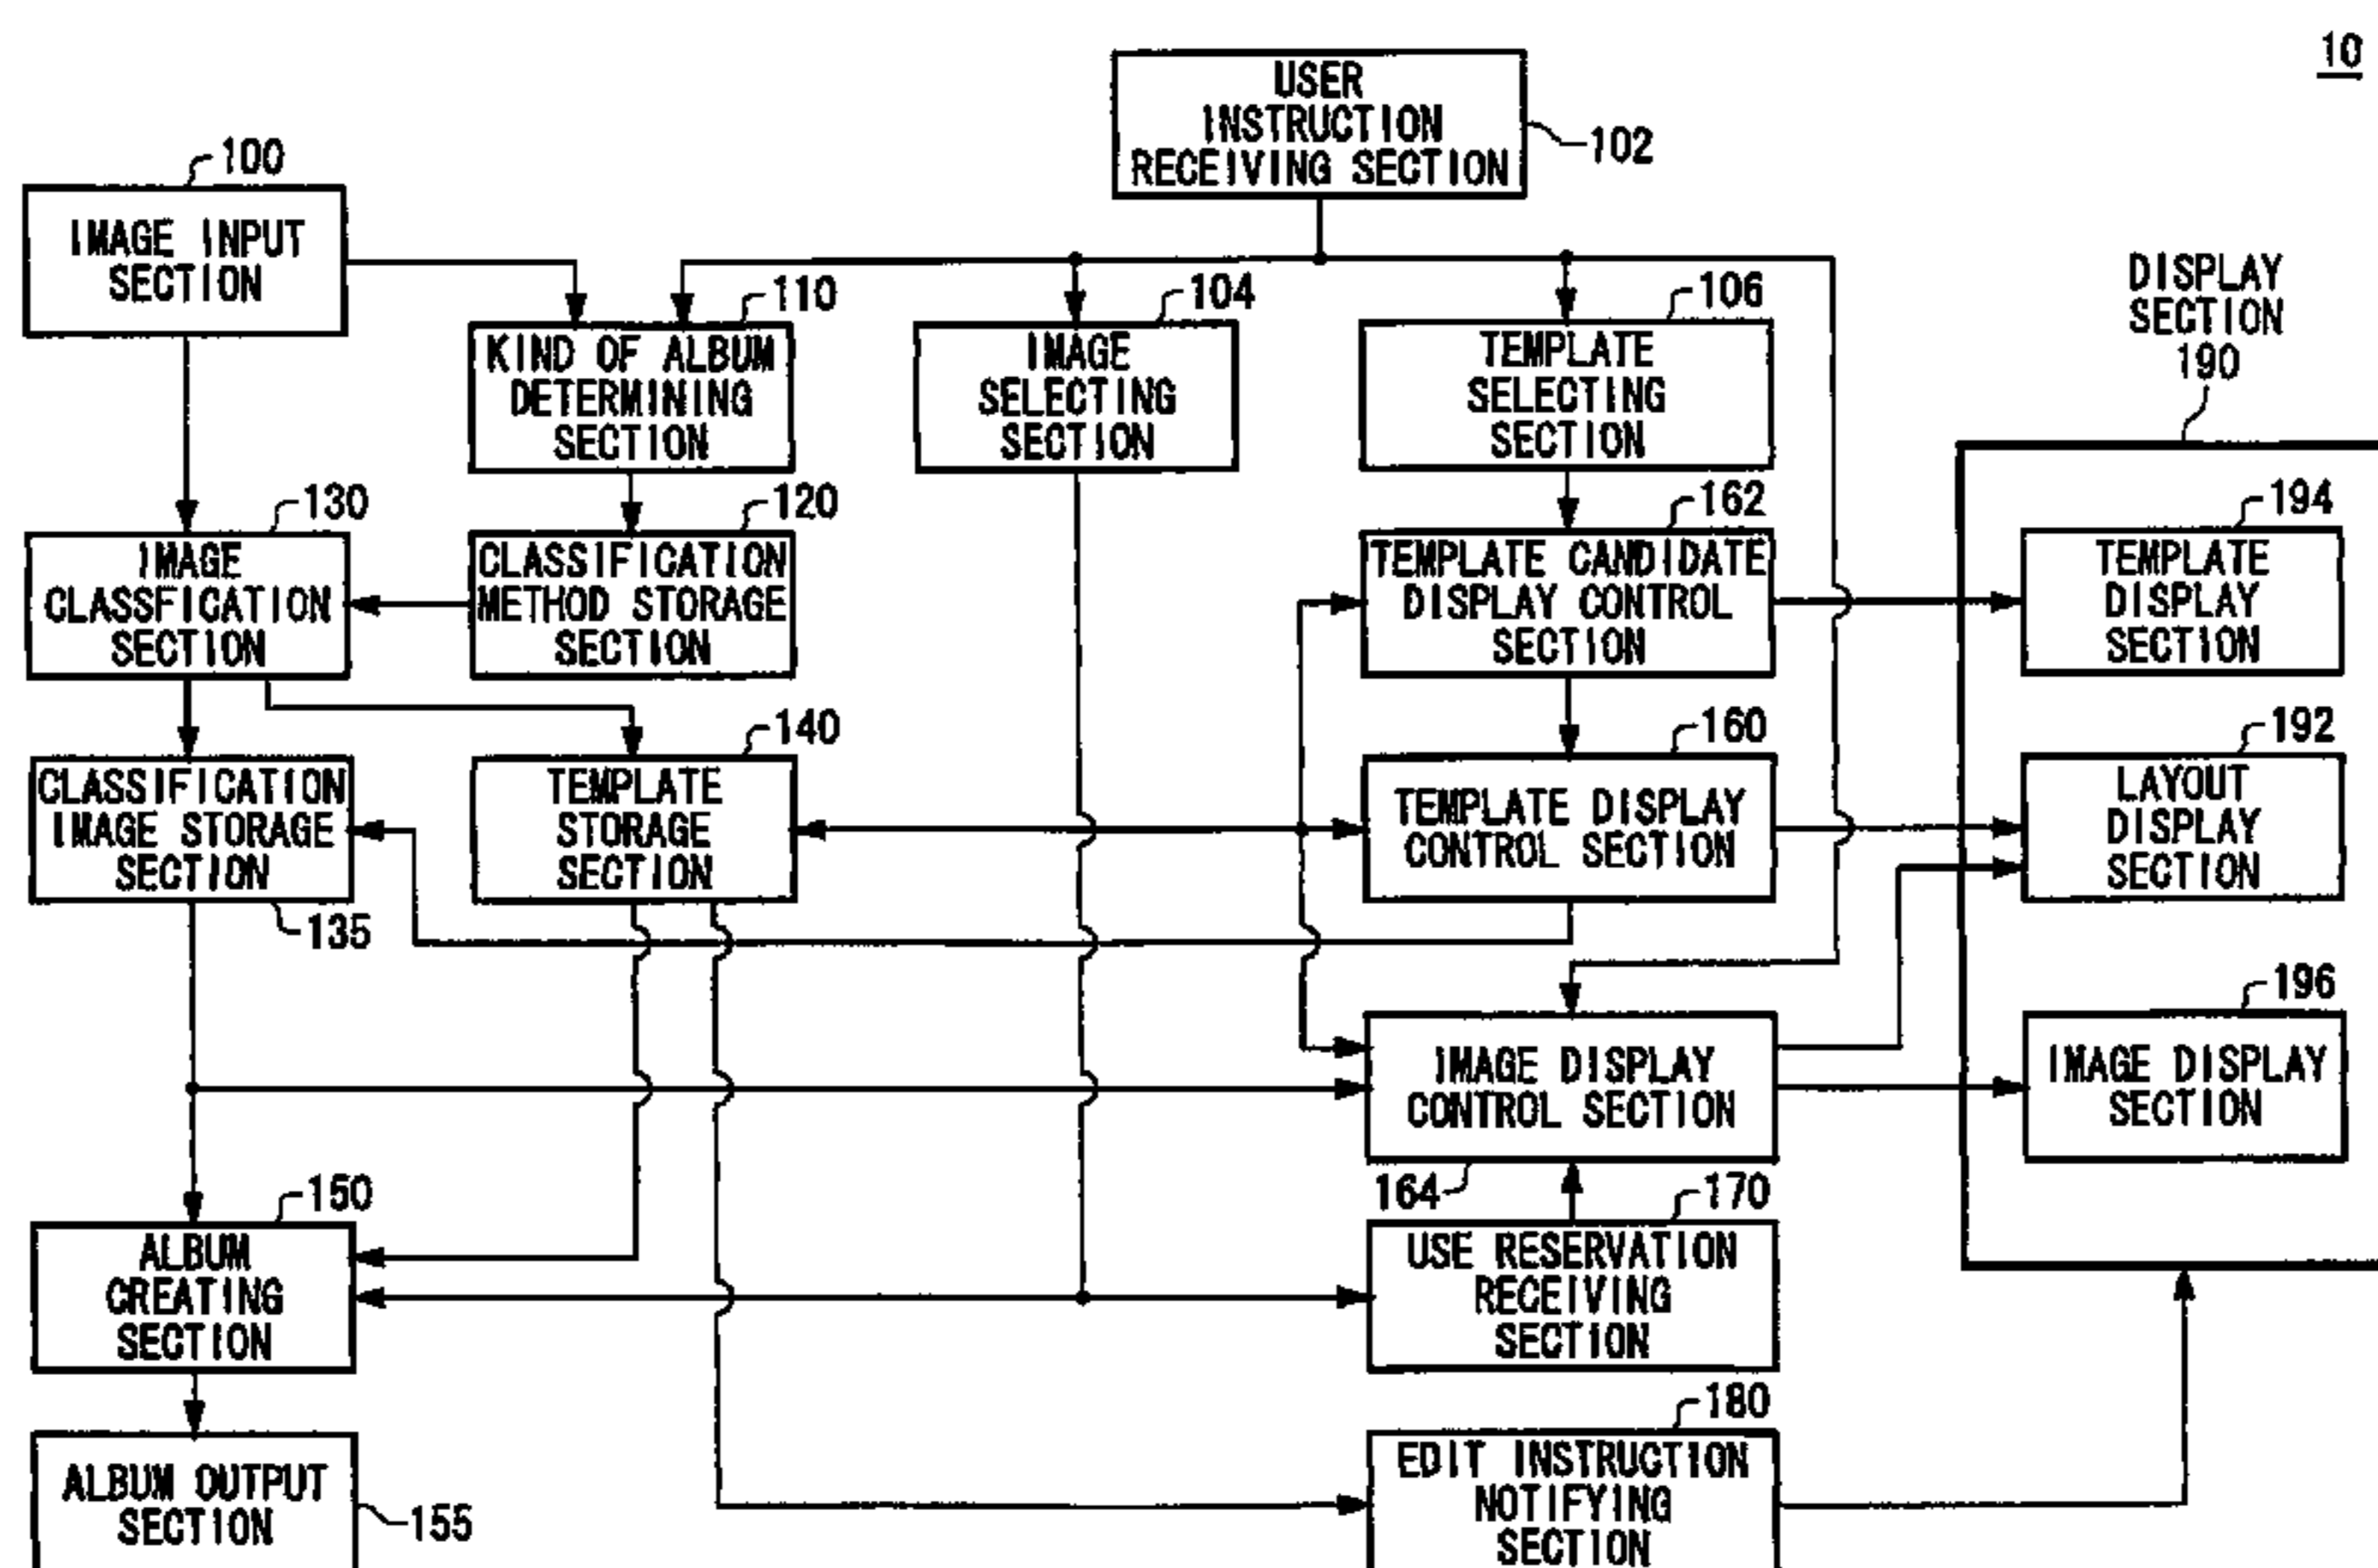 10
USER
INSTRUCTION
RECEIVING SECTION
102
100
IMAGE INPUT
SECTION
110
KIND OF ALBUM
DETERMINING
SECTION
104
IMAGE
SELECTING
SECTION
106
TEMPLATE
SELECTING
SECTION
DISPLAY
SECTION
190
130
IMAGE
CLASSFICATION
SECTION
120
CLASSIFICATION
METHOD STORAGE
SECTION
162
TEMPLATE CANDIDATE
DISPLAY CONTROL
SECTION
194
TEMPLATE
DISPLAY
SECTION
CLASSIFICATION
IMAGE STORAGE
SECTION
135
140
TEMPLATE
STORAGE
SECTION
160
TEMPLATE DISPLAY
CONTROL SECTION
192
LAYOUT
DISPLAY
SECTION
IMAGE DISPLAY
CONTROL SECTION
164
196
IMAGE DISPLAY
SECTION
150
ALBUM
CREATING
SECTION
170
USE RESERVATION
RECEIVING
SECTION
ALBUM OUTPUT
SECTION
155
180
EDIT INSTRUCTION
NOTIFYING
SECTION